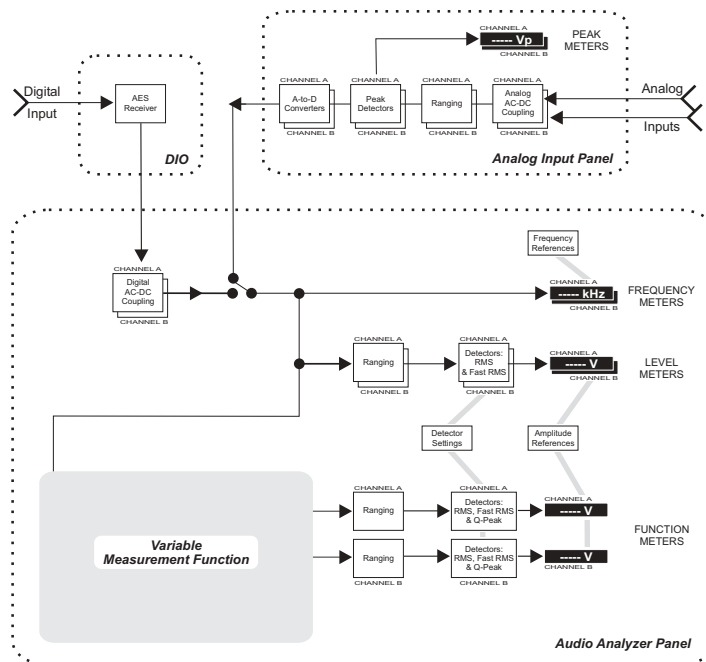 CHANNEL A
----- Vp
CHANNEL B
PEAK
METERS
Digital
Input
AES
Receiver
DIO
CHANNEL A
A-to-D
Converters
CHANNEL B
CHANNEL A
Peak
Detectors
CHANNEL B
CHANNEL A
Ranging
CHANNEL B
CHANNEL A
Analog
AC-DC
Coupling
CHANNEL B
Analog
Inputs
Analog Input Panel
Frequency
References
CHANNEL A
Digital
AC-DC
Coupling
CHANNEL B
CHANNEL A
----- kHz
CHANNEL B
FREQUENCY
METERS
CHANNEL A
Ranging
CHANNEL B
CHANNEL A
Detectors:
RMS
& Fast RMS
CHANNEL B
CHANNEL A
----- V
CHANNEL B
LEVEL
METERS
Detector
Settings
Amplitude
References
Variable
Measurement Function
CHANNEL A
Ranging
CHANNEL A
Detectors:
RMS, Fast RMS
& Q-Peak
CHANNEL A
----- V
Ranging
CHANNEL B
Detectors:
RMS, Fast RMS
& Q-Peak
CHANNEL B
----- V
CHANNEL B
FUNCTION
METERS
Audio Analyzer Panel